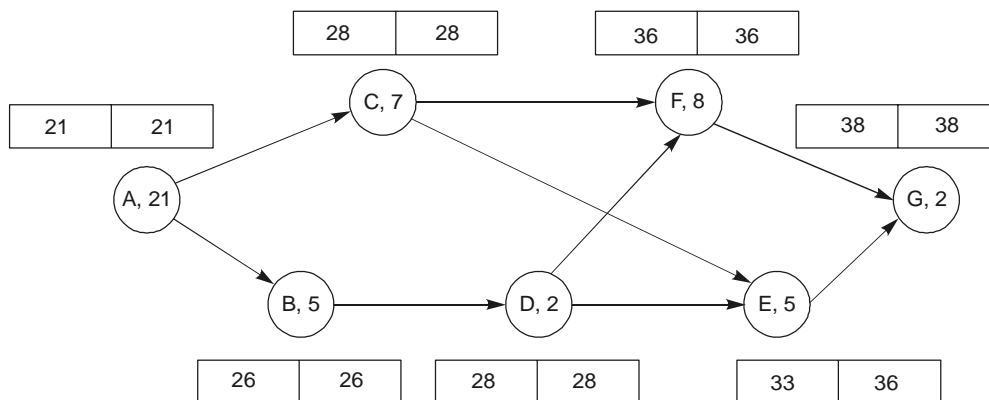 28 28
36 36
C, 7
F, 8
21 21
38 38
A, 21
G, 2
B, 5
D, 2
E, 5
26 26
28 28
33 36